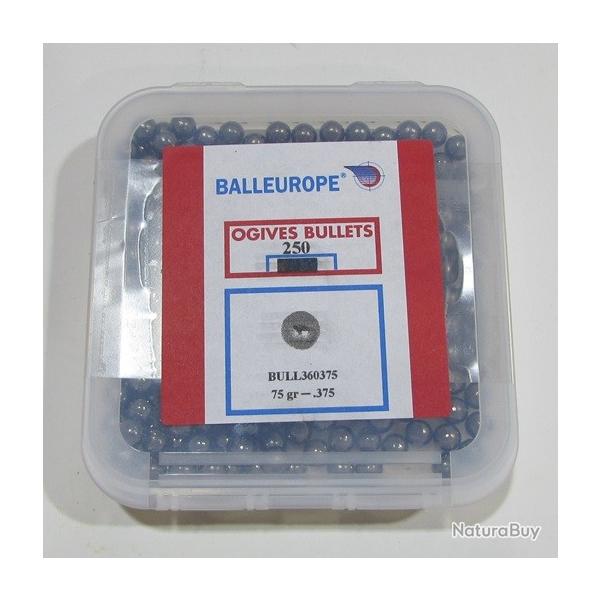 BALLEUROPE®
OGIVES BULLETS
250
BULL360375
75 gr — .375
NaturaBuy